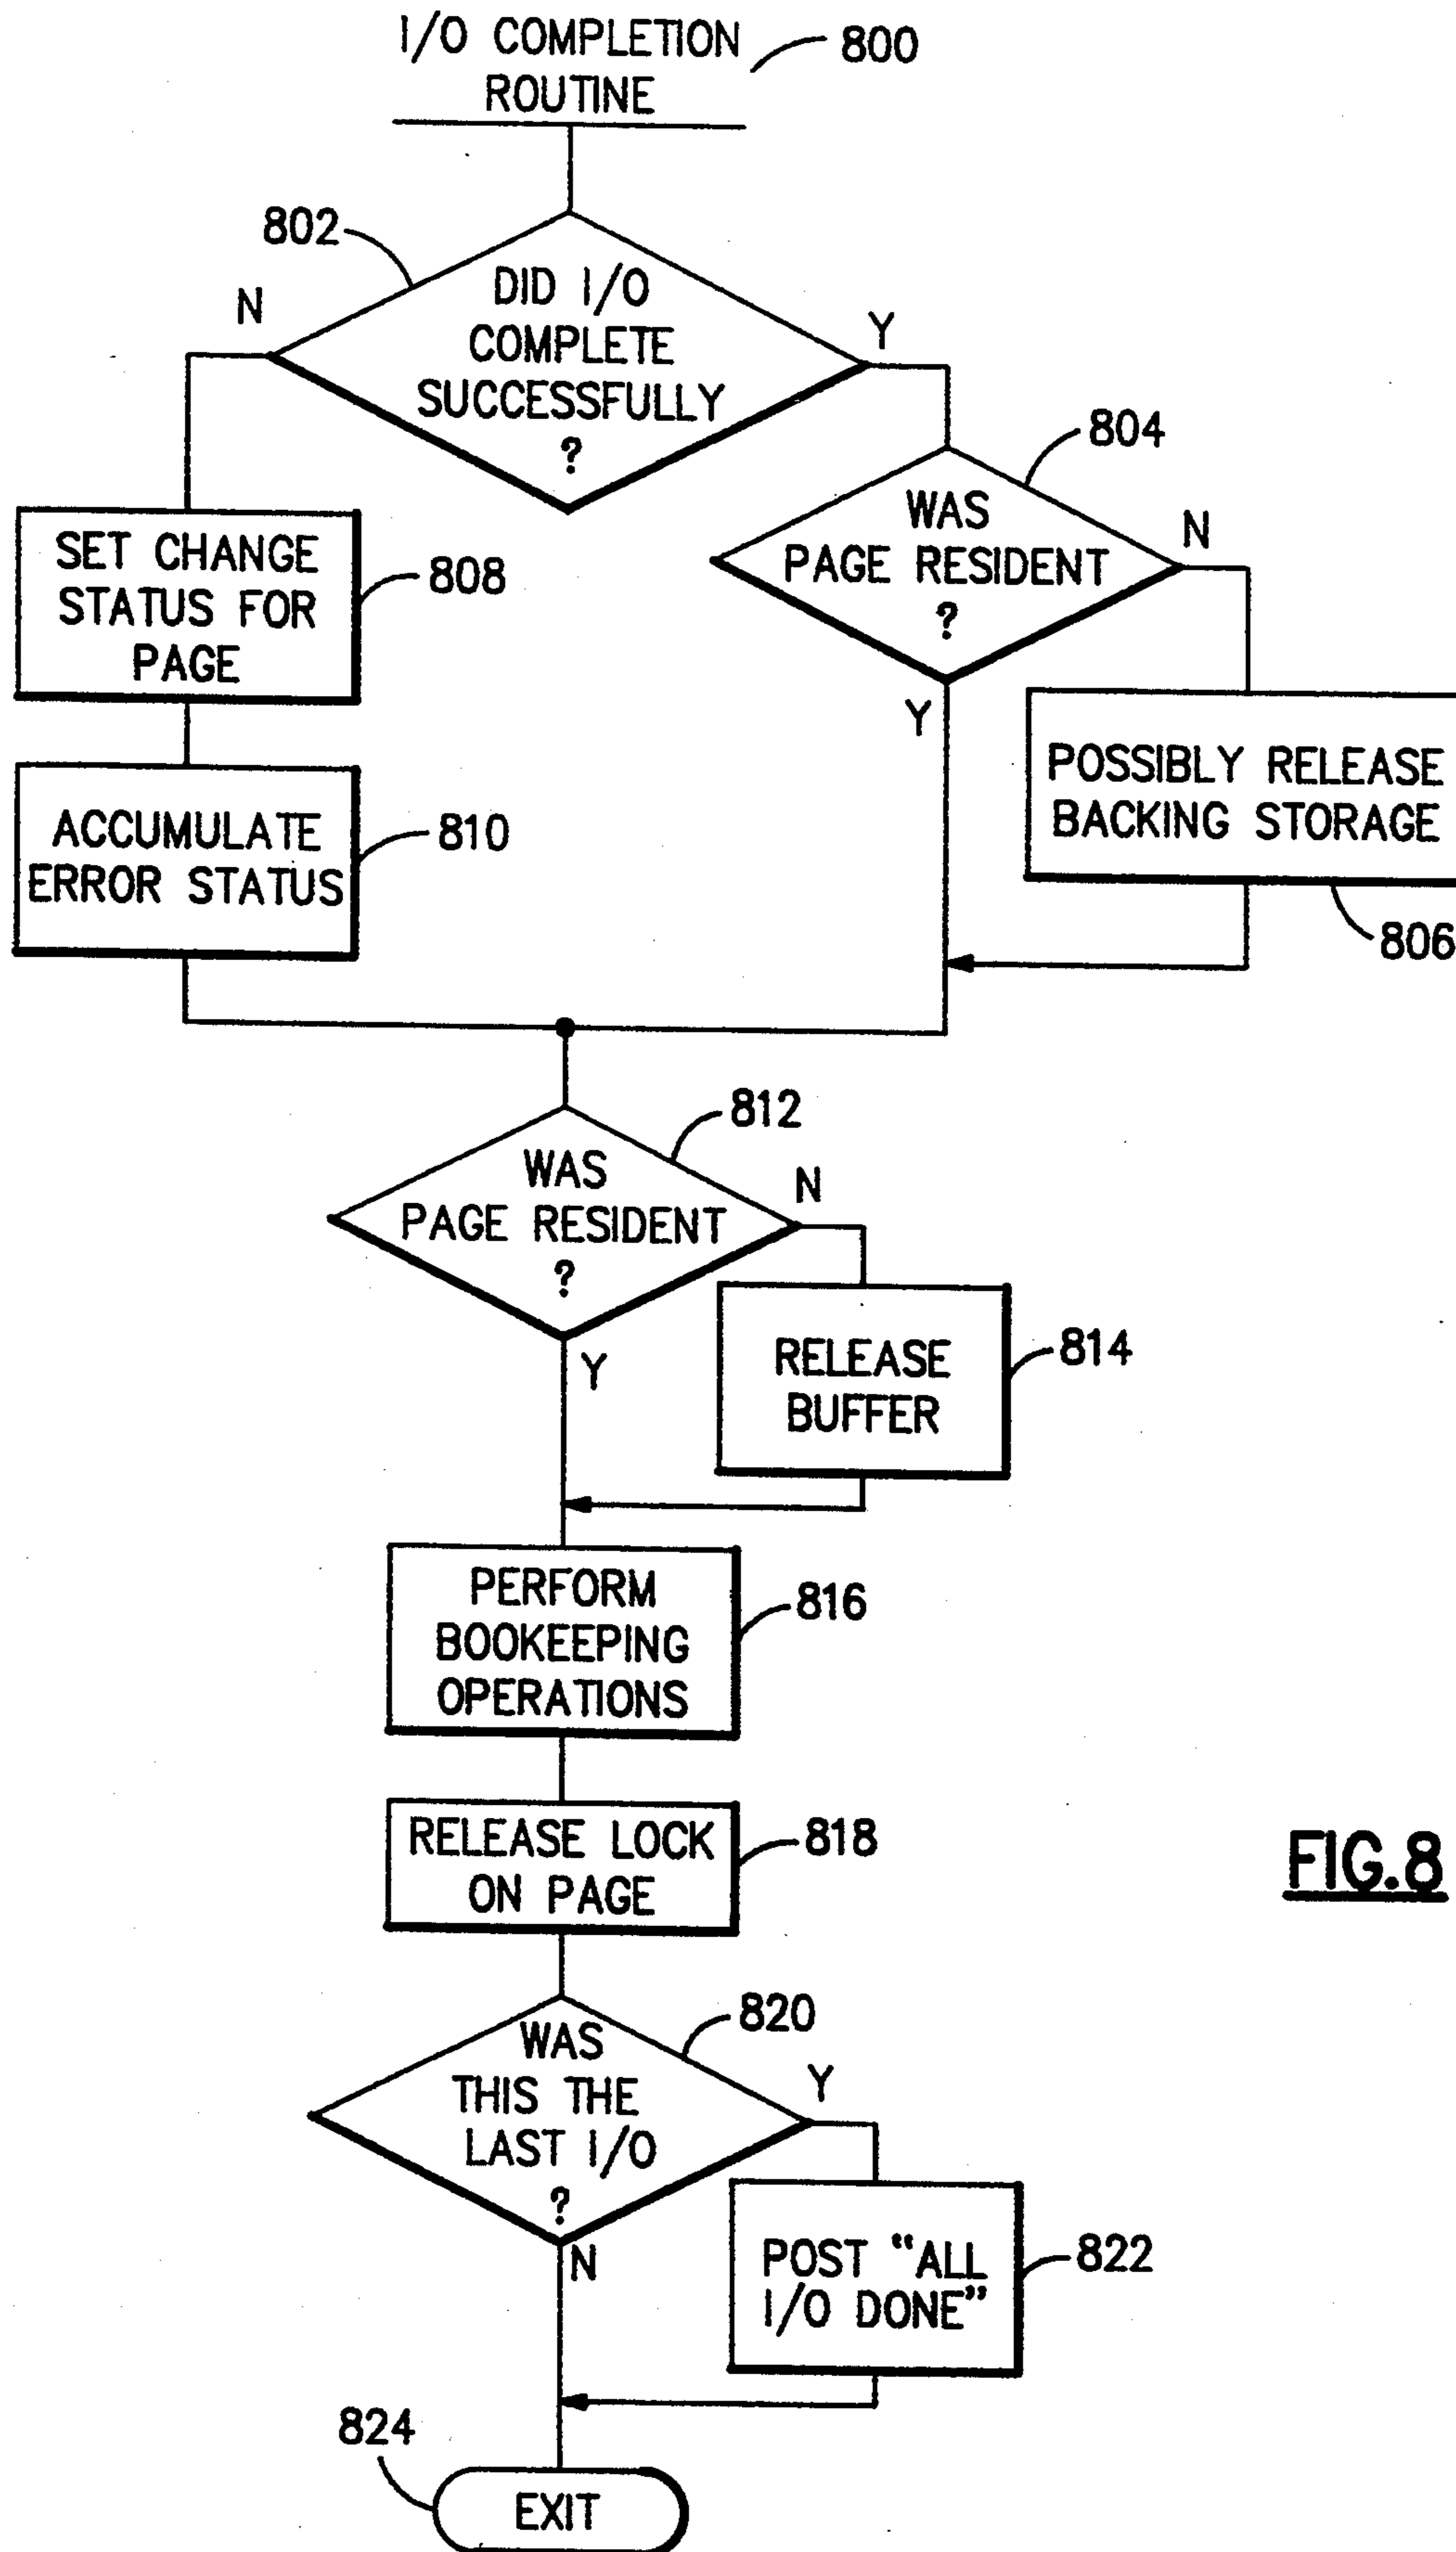 I/O COMPLETION
ROUTINE
800
802
N
DID I/O
COMPLETE
SUCCESSFULLY
?
Y
804
WAS
PAGE RESIDENT
?
N
Y
SET CHANGE
STATUS FOR
PAGE
808
POSSIBLY RELEASE
BACKING STORAGE
806
ACCUMULATE
ERROR STATUS
810
812
WAS
PAGE RESIDENT
?
N
Y
RELEASE
BUFFER
814
PERFORM
BOOKEEPING
OPERATIONS
816
RELEASE LOCK
ON PAGE
818
FIG.8
820
WAS
THIS THE
LAST I/O
?
Y
N
POST “ALL
I/O DONE”
822
824
EXIT